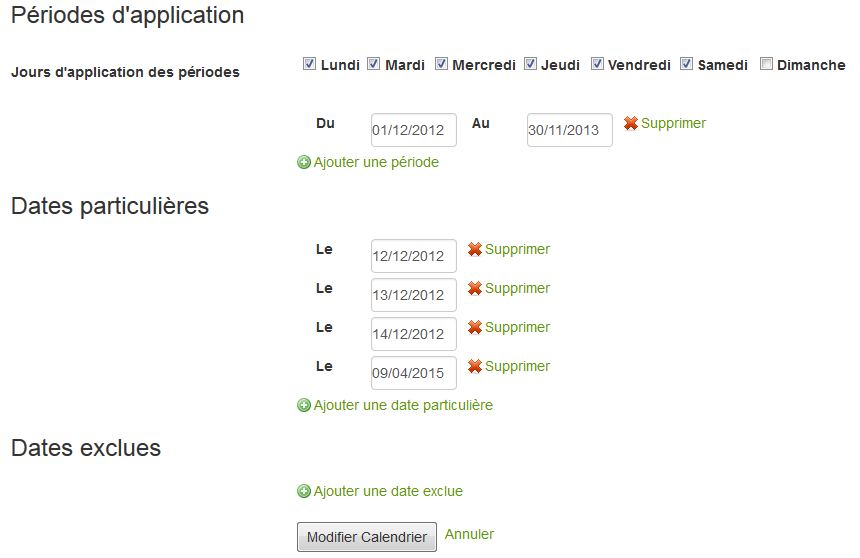 Périodes d'application
Jours d'application des périodes Lundi Mardi Mercredi Jeudi Vendredi Samedi Dimanche
Du 01/12/2012 Au 30/11/2013 Supprimer
Ajouter une période
Dates particulières
Le 12/12/2012 Supprimer
Le 13/12/2012 Supprimer
Le 14/12/2012 Supprimer
Le 09/04/2015 Supprimer
Ajouter une date particulière
Dates exclues
Ajouter une date exclue
Modifier Calendrier Annuler